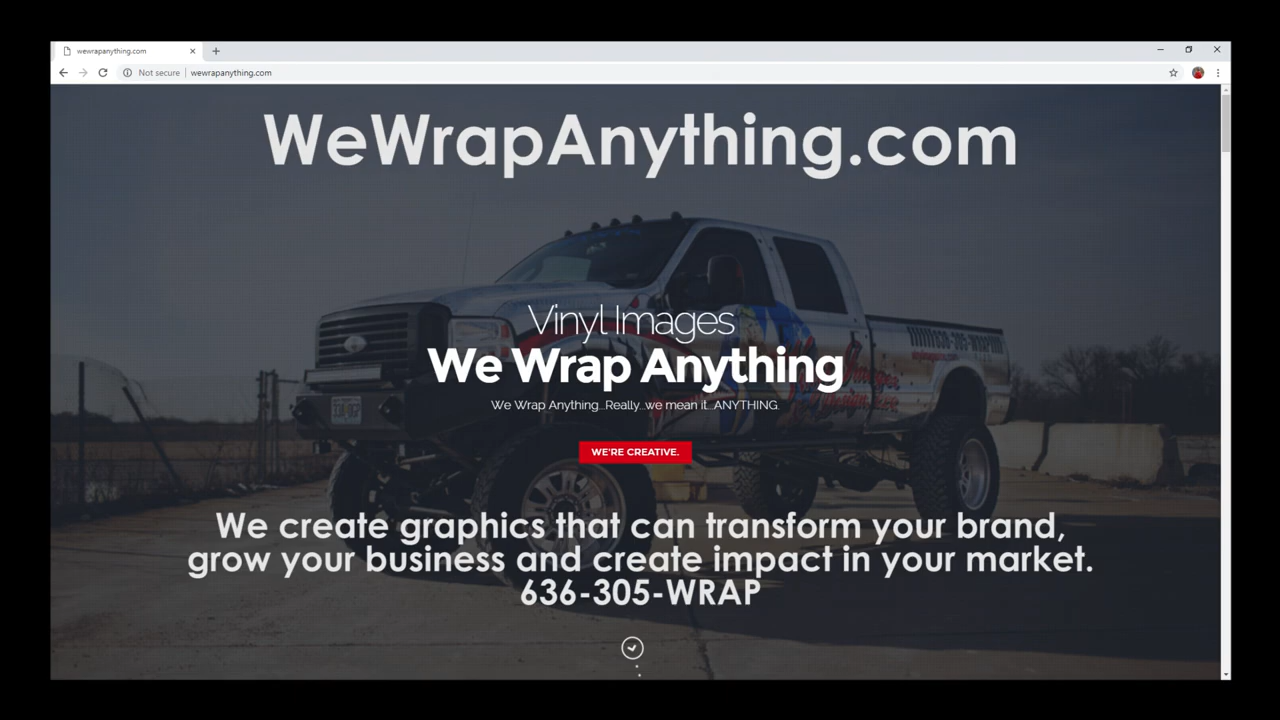 wewrapanything.com
Not secure
wewrapanything.com
WeWrapAnything.com
Vinyl Images
We Wrap Anything
We Wrap Anything...Really...we mean it...ANYTHING.
WE'RE CREATIVE.
We create graphics that can transform your brand,
grow your business and create impact in your market.
636-305-WRAP